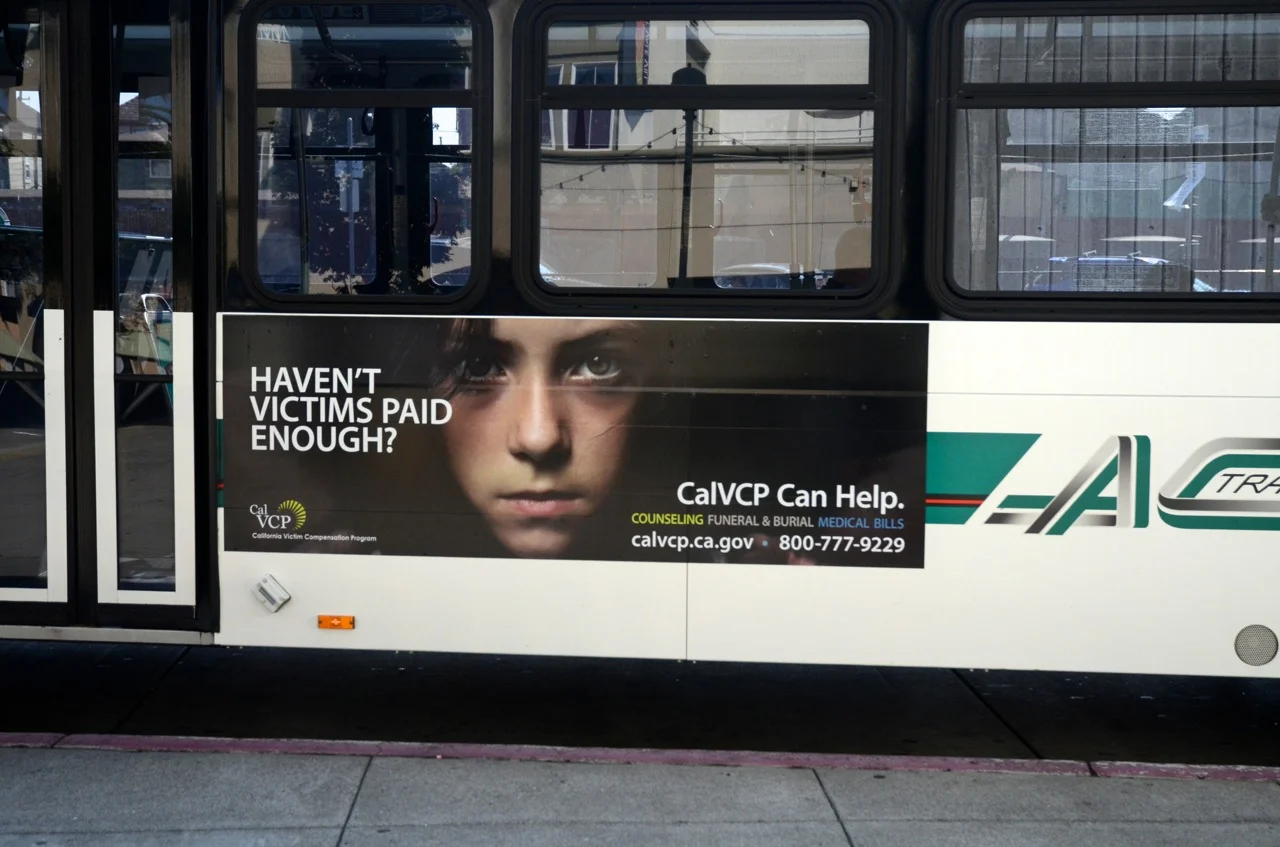 HAVEN'T
VICTIMS PAID
ENOUGH?
Cal
VCP
California Victim Compensation Program
CalVCP Can Help.
COUNSELING FUNERAL & BURIAL MEDICAL BILLS
calvcp.ca.gov • 800-777-9229
AC
TRA